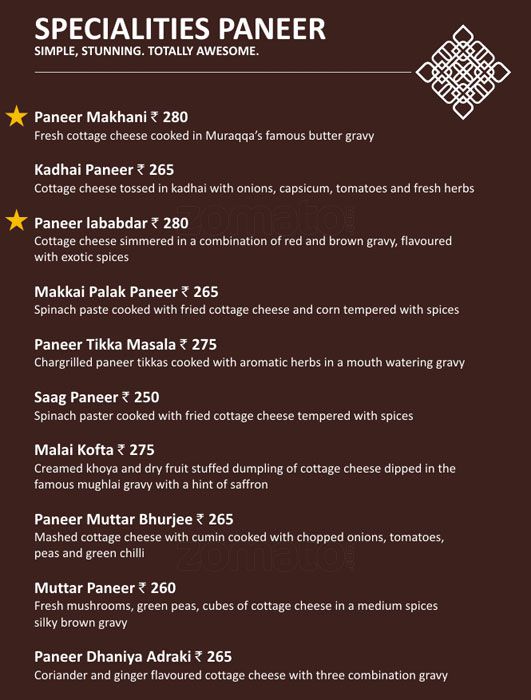 SPECIALITIES PANEER
SIMPLE, STUNNING. TOTALLY AWESOME.
Paneer Makhani ₹ 280
Fresh cottage cheese cooked in Muraqqa's famous butter gravy
Kadhai Paneer ₹ 265
Cottage cheese tossed in kadhai with onions, capsicum, tomatoes and fresh herbs
Paneer lababdar ₹ 280
zomato
Cottage cheese simmered in a combination of red and brown gravy, flavoured
with exotic spices
Makkai Palak Paneer ₹ 265
Spinach paste cooked with fried cottage cheese and corn tempered with spices
Paneer Tikka Masala ₹ 275
Chargrilled paneer tikkas cooked with aromatic herbs in a mouth watering gravy
Saag Paneer ₹ 250
Spinach paster cooked with fried cottage cheese tempered with spices
Malai Kofta ₹ 275
Creamed khoya and dry fruit stuffed dumpling of cottage cheese dipped in the
famous mughlai gravy with a hint of saffron
Paneer Muttar Bhurjee ₹ 265
Mashed cottage cheese with cumin cooked with chopped onions, tomatoes,
peas and green chilli
zomato
Muttar Paneer ₹ 260
Fresh mushrooms, green peas, cubes of cottage cheese in a medium spices
silky brown gravy
Paneer Dhaniya Adraki ₹ 265
Coriander and ginger flavoured cottage cheese with three combination gravy